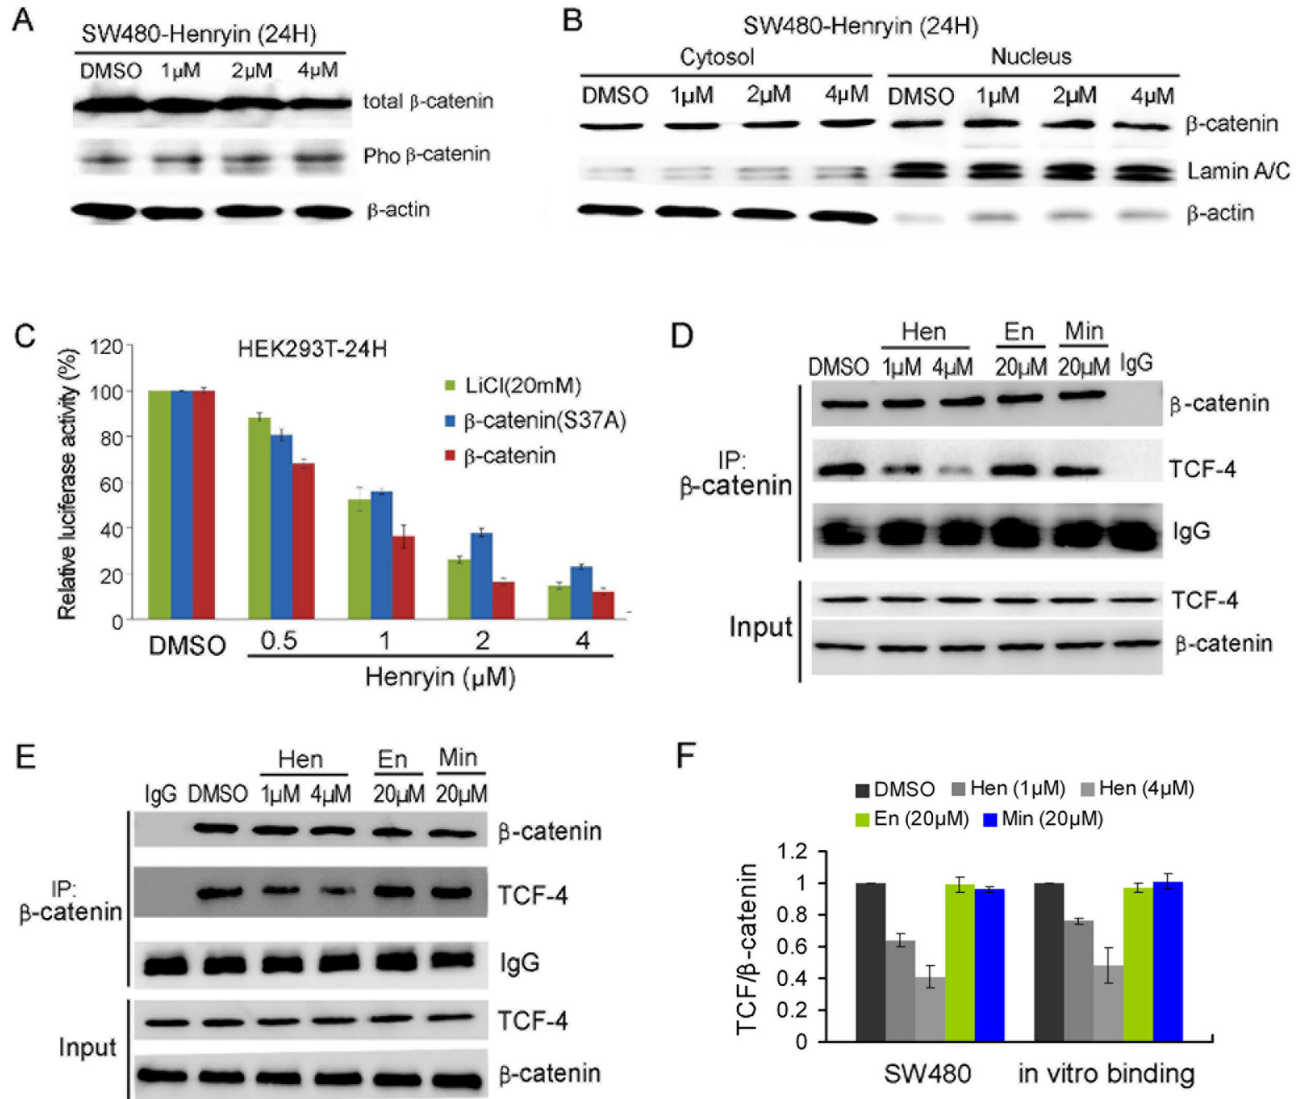 A
SW480-Henryin (24H)
DMSO 1μM 2μM 4μM
total β-catenin
Pho β-catenin
β-actin
B
SW480-Henryin (24H)
Cytosol Nucleus
DMSO 1μM 2μM 4μM DMSO 1μM 2μM 4μM
β-catenin
Lamin A/C
β-actin
C
HEK293T-24H
Relative luciferase activity (%)
120
100
80
60
40
20
0
LiCl(20mM)
β-catenin(S37A)
β-catenin
DMSO 0.5 1 2 4
Henryin (μM)
D
Hen En Min
DMSO 1μM 4μM 20μM 20μM IgG
IP:
β-catenin
β-catenin
TCF-4
IgG
Input
TCF-4
β-catenin
E
Hen En Min
IgG DMSO 1μM 4μM 20μM 20μM
IP:
β-catenin
β-catenin
TCF-4
IgG
Input
TCF-4
β-catenin
F
DMSO Hen (1μM) Hen (4μM)
En (20μM) Min (20μM)
TCF/β-catenin
1.2
1
0.8
0.6
0.4
0.2
0
SW480 in vitro binding